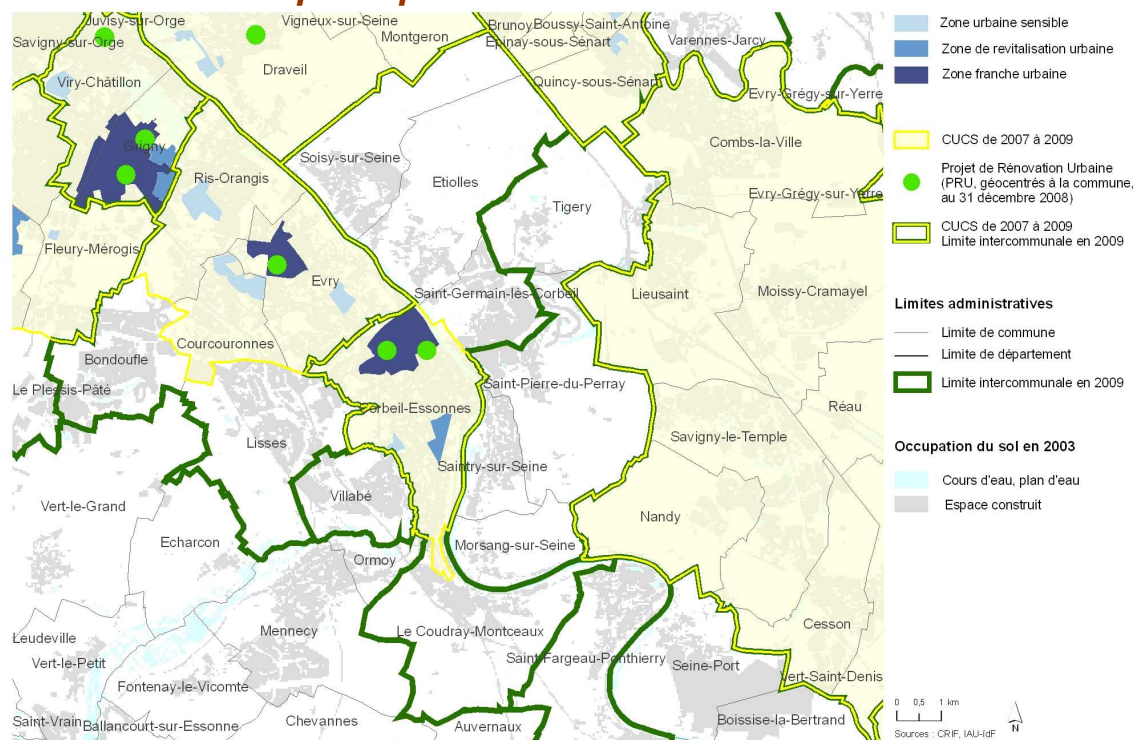 Juvisy-sur-Orge
Vigneux-sur-Seine
Brunoy
Boussy-Saint-Antoine
Savigny-sur-Orge
Montgeron
Epinay-sous-Sénart
Varennes-Jarcy
Draveil
Viry-Châtillon
Quincy-sous-Sénart
Evry-Grégy-sur-Yerre
Grigny
Combs-la-Ville
Soisy-sur-Seine
Ris-Orangis
Etiolles
Evry-Grégy-sur-Yerre
Tigery
Fleury-Mérogis
Evry
Saint-Germain-lès-Corbeil
Lieusaint
Moissy-Cramayel
Courcouronnes
Bondoufle
Le Plessis-Pâté
Saint-Pierre-du-Perray
Corbeil-Essonnes
Réau
Lisses
Savigny-le-Temple
Saintry-sur-Seine
Villabé
Vert-le-Grand
Nandy
Echarcon
Morsang-sur-Seine
Ormoy
Cesson
Leudeville
Mennecy
Le Coudray-Montceaux
Vert-le-Petit
Saint-Fargeau-Ponthierry
Seine-Port
Vert-Saint-Denis
Fontenay-le-Vicomte
Saint-Vrain
Ballancourt-sur-Essonne
Chevannes
Auvernaux
Boissise-la-Bertrand
Zone urbaine sensible
Zone de revitalisation urbaine
Zone franche urbaine
CUCS de 2007 à 2009
Projet de Rénovation Urbaine
(PRU, géocentrés à la commune,
au 31 décembre 2008)
CUCS de 2007 à 2009
Limite intercommunale en 2009
Limites administratives
Limite de commune
Limite de département
Limite intercommunale en 2009
Occupation du sol en 2003
Cours d'eau, plan d'eau
Espace construit
0 0,5 1 km
N
Sources : CRIF, IAU-îdF